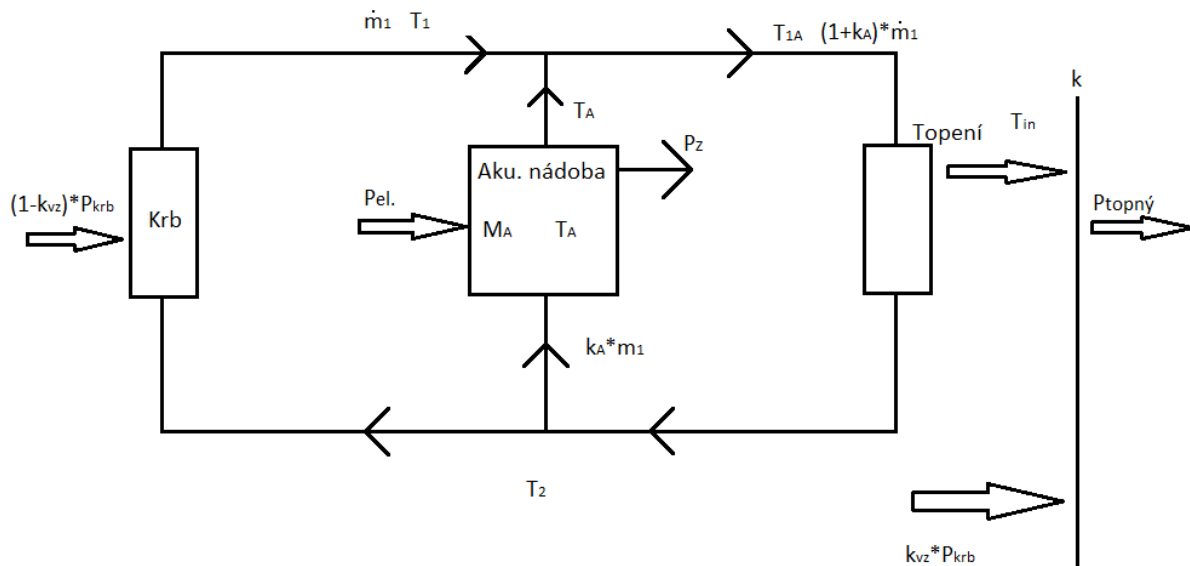 ṁ₁ T₁
T₁ₐ (1+kₐ)*ṁ₁
k
Tₐ
Topení
Tᵢₙ
Pz
Aku. nádoba
(1-kvz)*Pkrb
Krb
Pel.
Mₐ Tₐ
Ptopný
kₐ*m₁
T₂
kvz*Pkrb